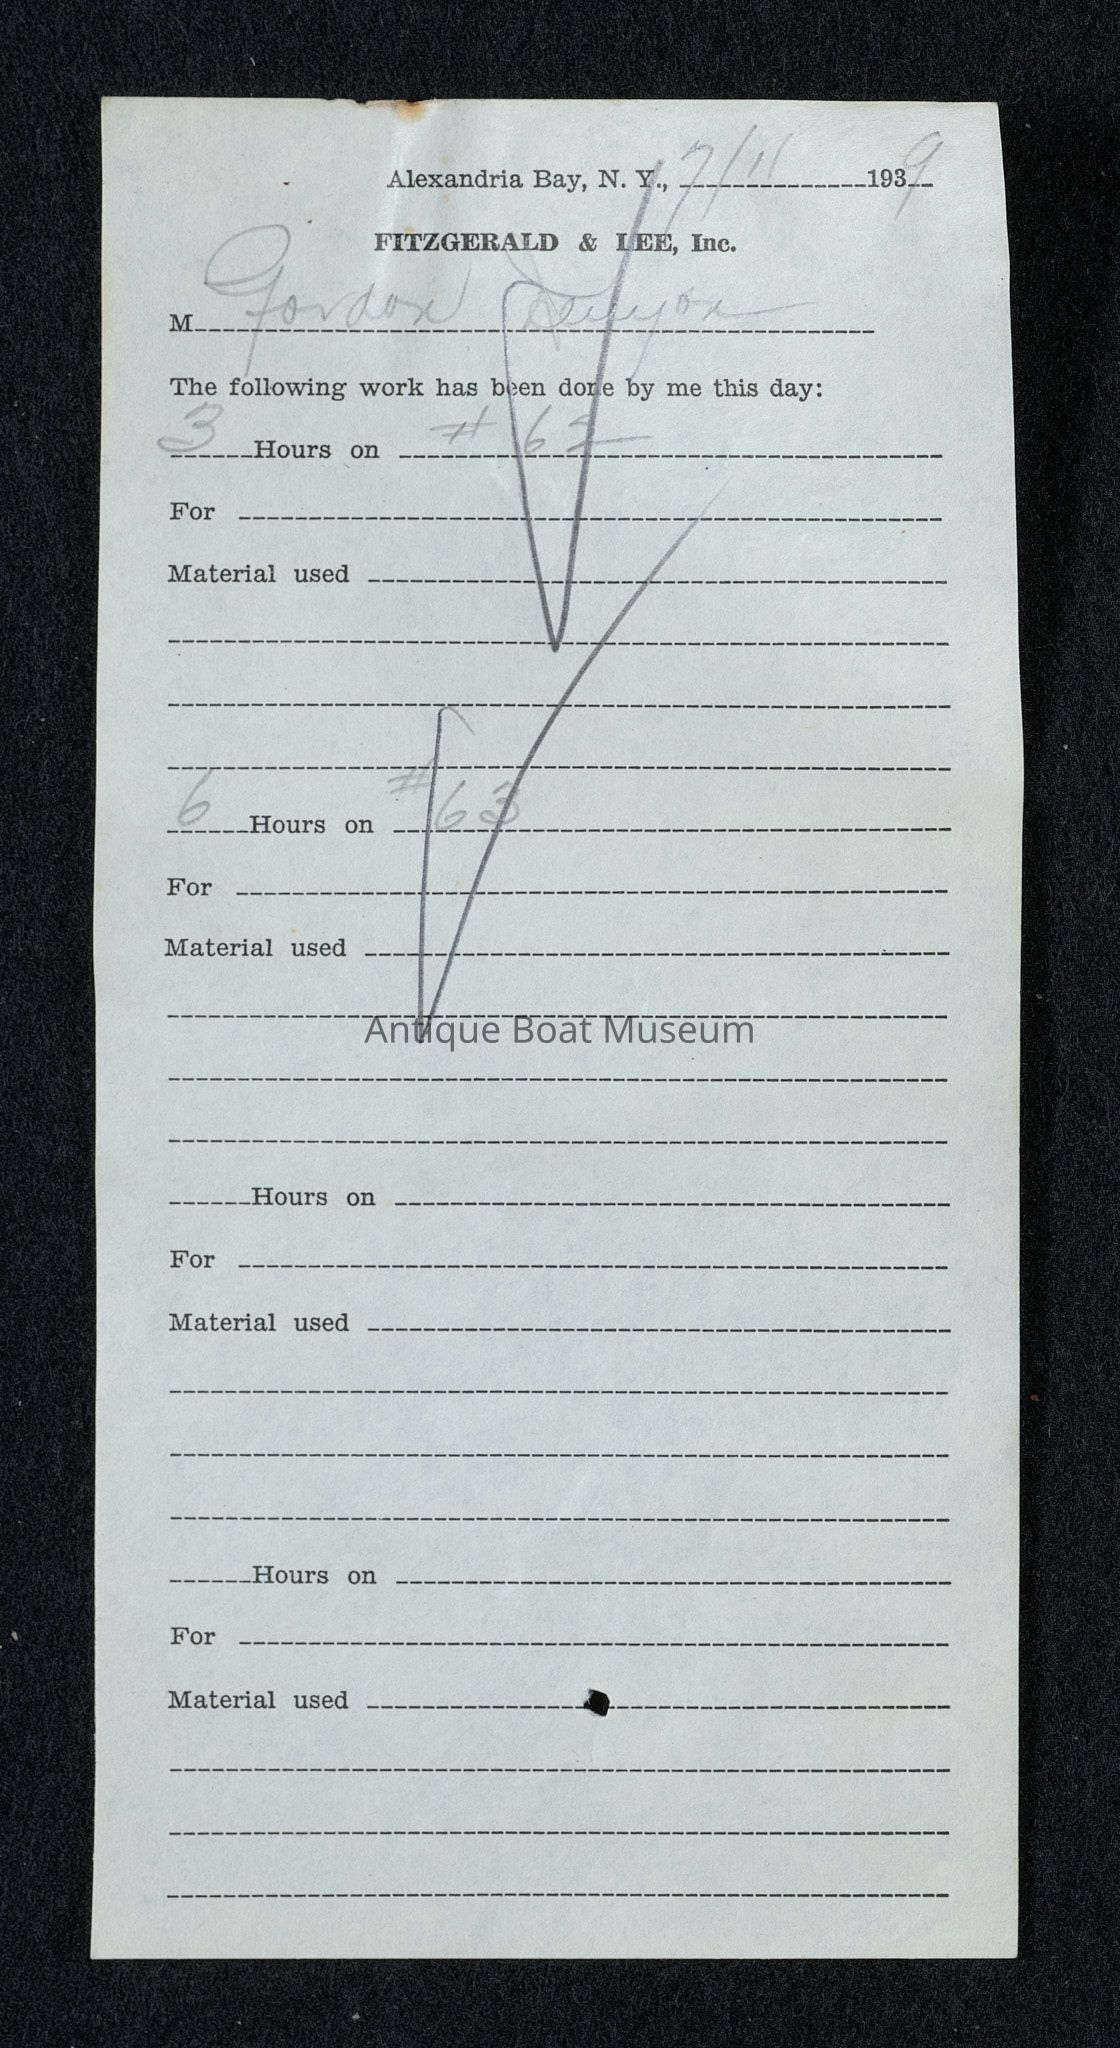 Alexandria Bay, N. Y., 7/11 1939
FITZGERALD & LEE, Inc.
M Gordon Denyon
The following work has been done by me this day:
3 Hours on # 62
For
Material used
6 Hours on # 63
For
Material used
Antique Boat Museum
Hours on
For
Material used
Hours on
For
Material used